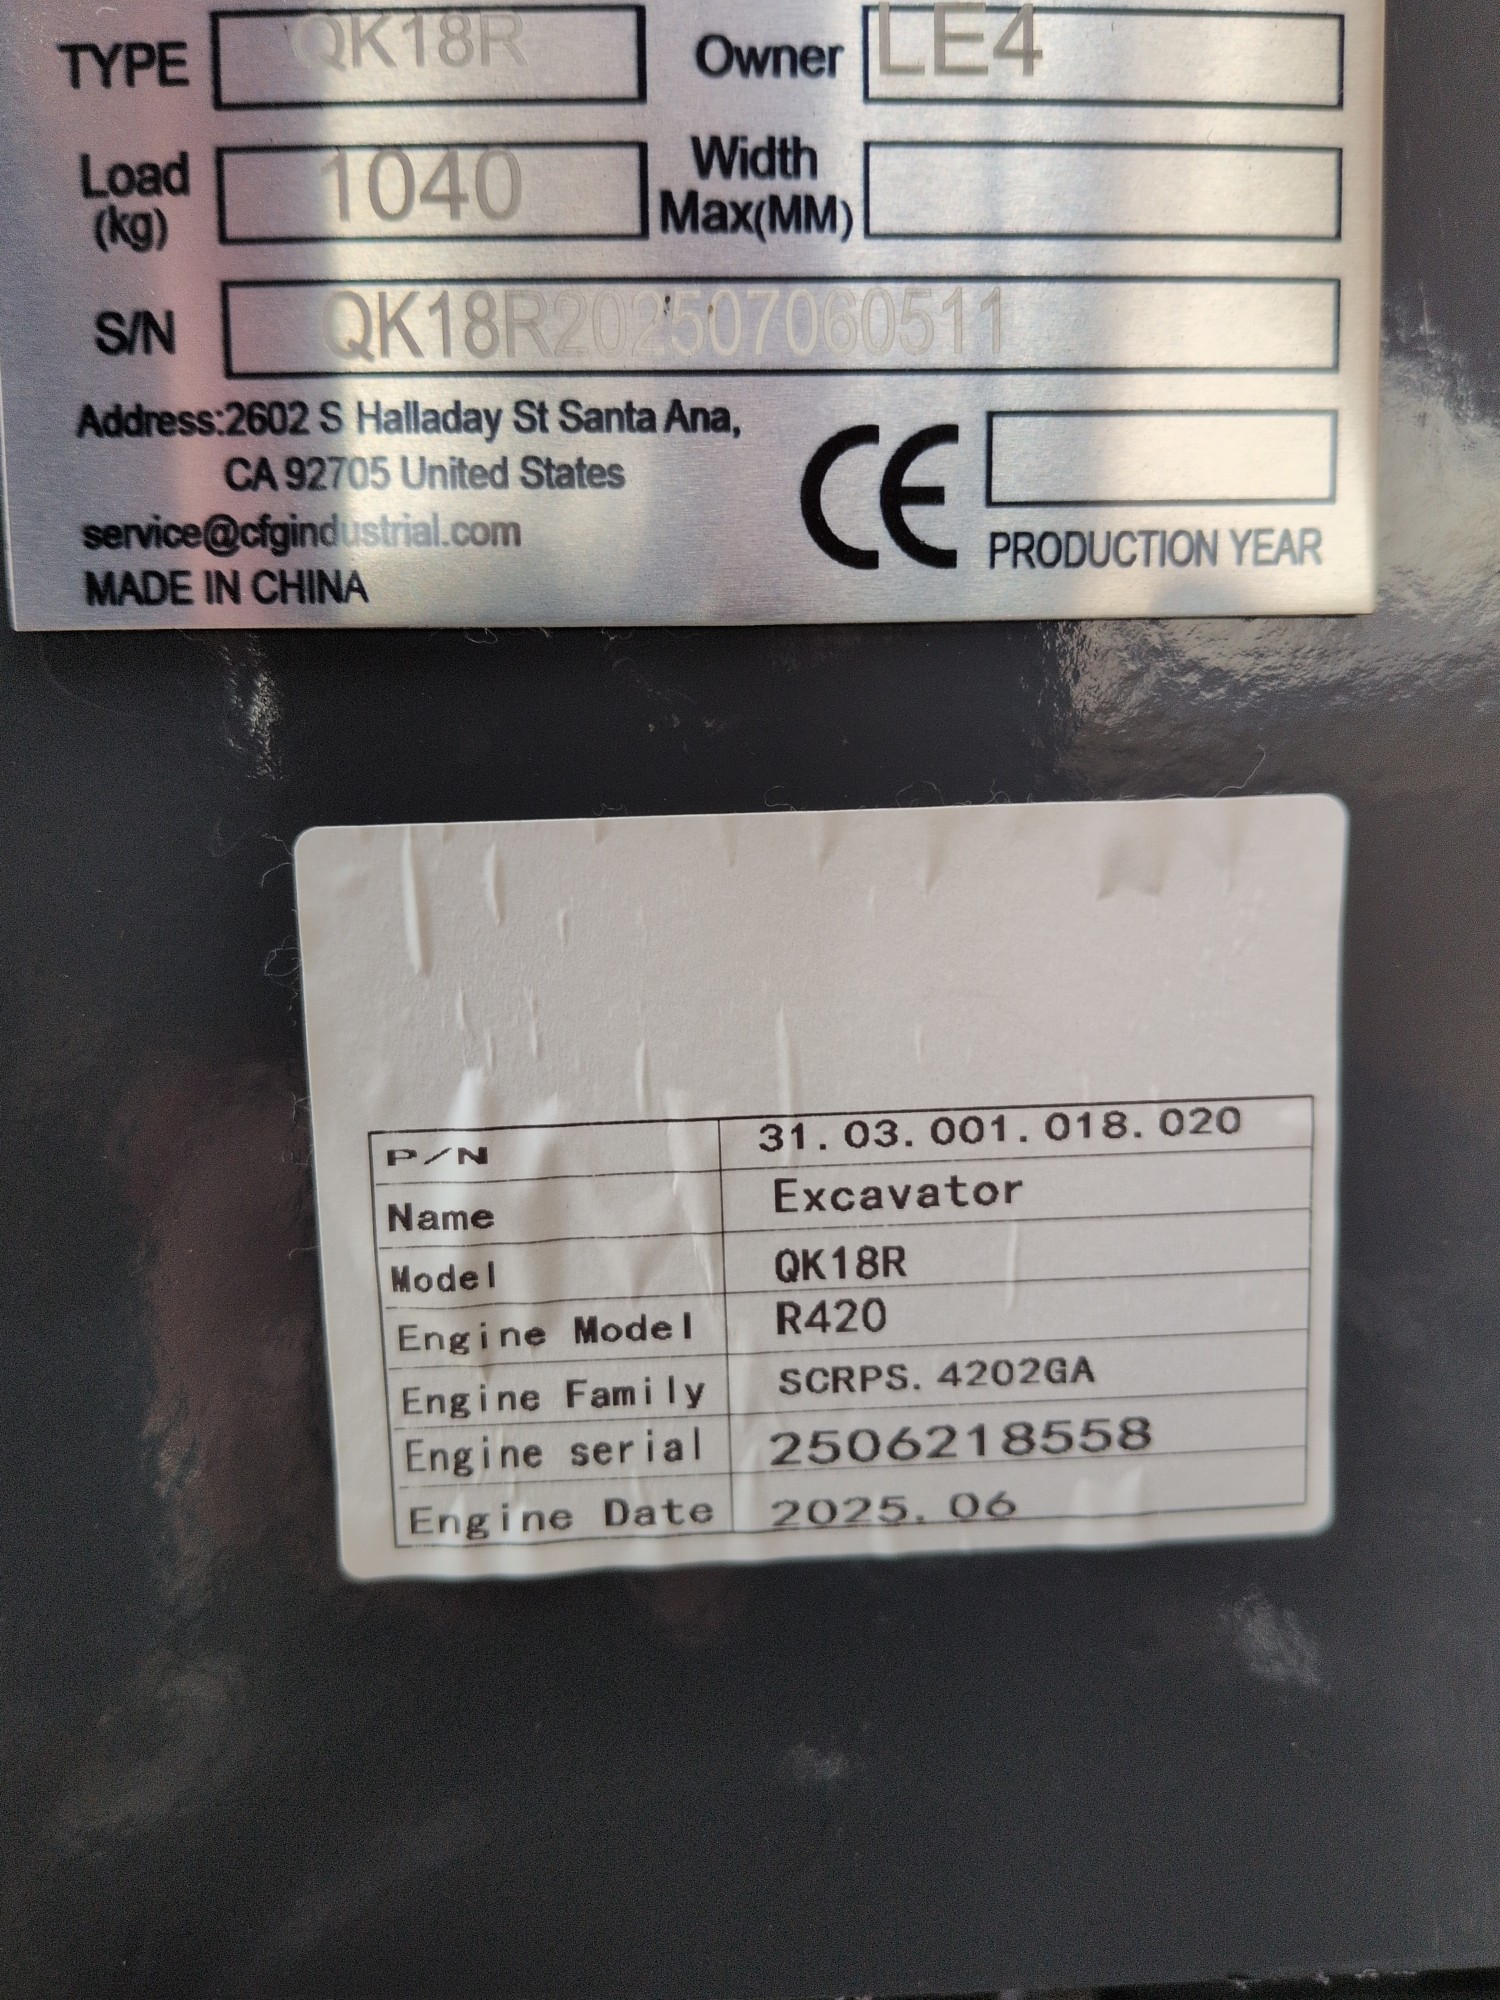 TYPE QK18R Owner LE4
Load (kg) 1040 Width Max(MM)
S/N QK18R202507060511
Address:2602 S Halladay St Santa Ana,
CA 92705 United States
service@cfgindustrial.com
MADE IN CHINA
CE PRODUCTION YEAR
P/N 31.03.001.018.020
Name Excavator
Model QK18R
Engine Model R420
Engine Family SCRPS.4202GA
Engine serial 2506218558
Engine Date 2025.06